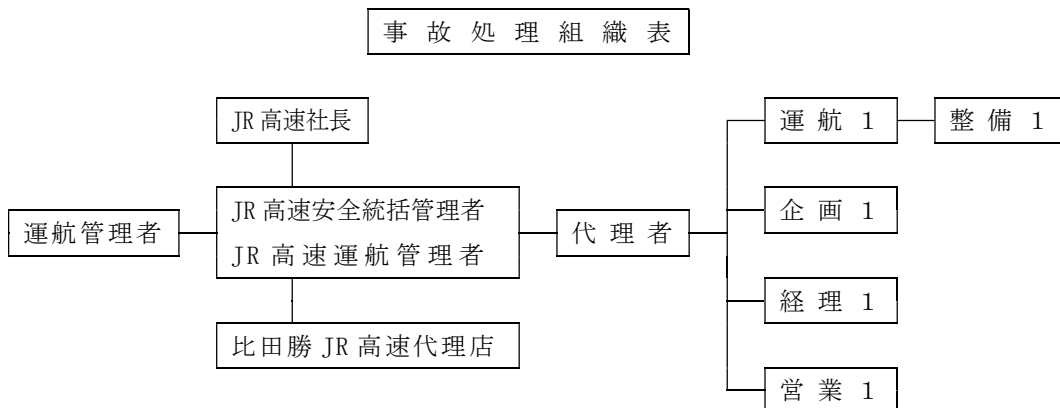 事故処理組織表
JR高速社長
運航1
整備1
運航管理者
JR高速安全統括管理者
JR高速運航管理者
代理者
企画1
経理1
比田勝JR高速代理店
営業1